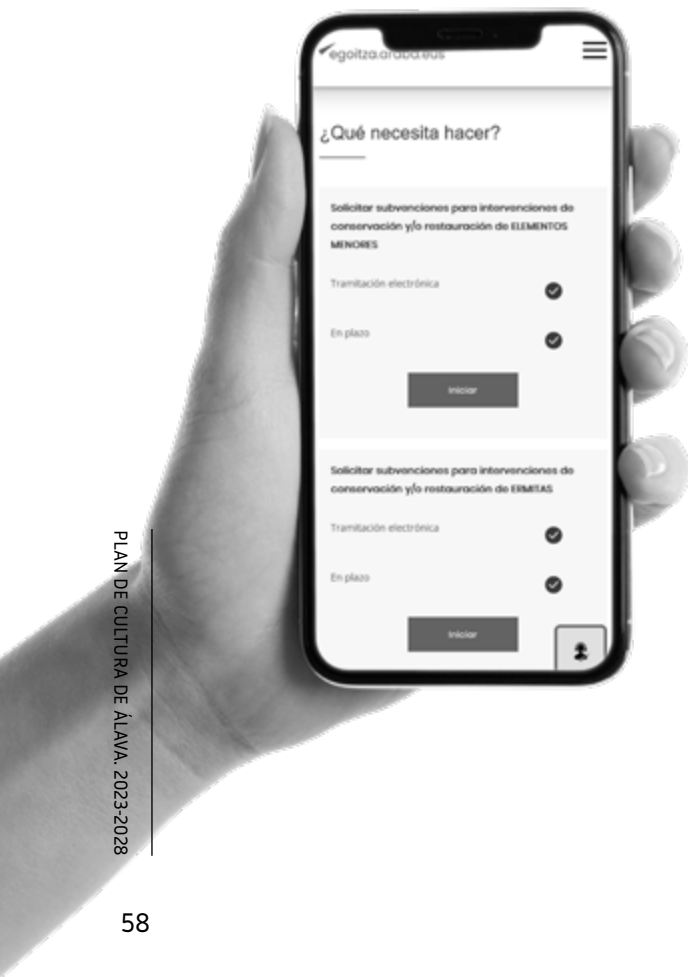 egoitza.araba.eus
¿Qué necesita hacer?
Solicitar subvenciones para intervenciones de
conservación y/o restauración de ELEMENTOS
MENORES
Tramitación electrónica
En plazo
Iniciar
Solicitar subvenciones para intervenciones de
conservación y/o restauración de ERMITAS
Tramitación electrónica
En plazo
Iniciar
PLAN DE CULTURA DE ÁLAVA. 2023-2028
58